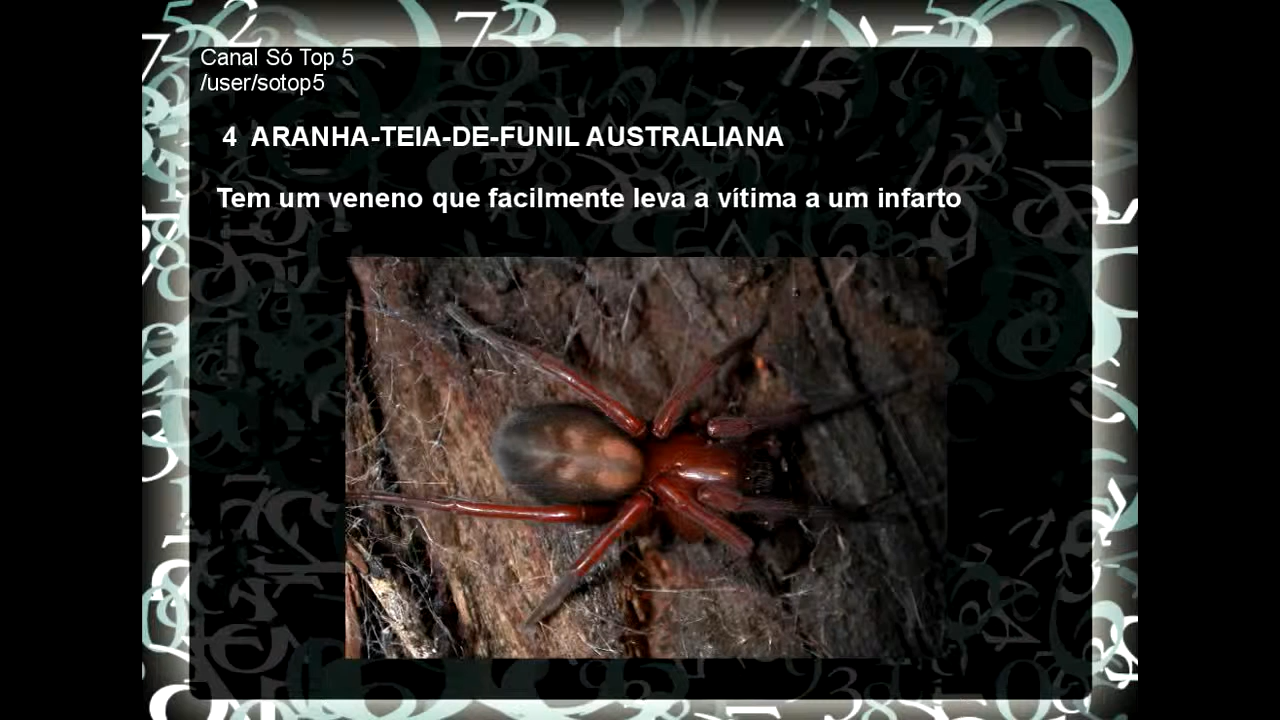 Canal Só Top 5
/user/sotop5
4 ARANHA-TEIA-DE-FUNIL AUSTRALIANA
Tem um veneno que facilmente leva a vítima a um infarto